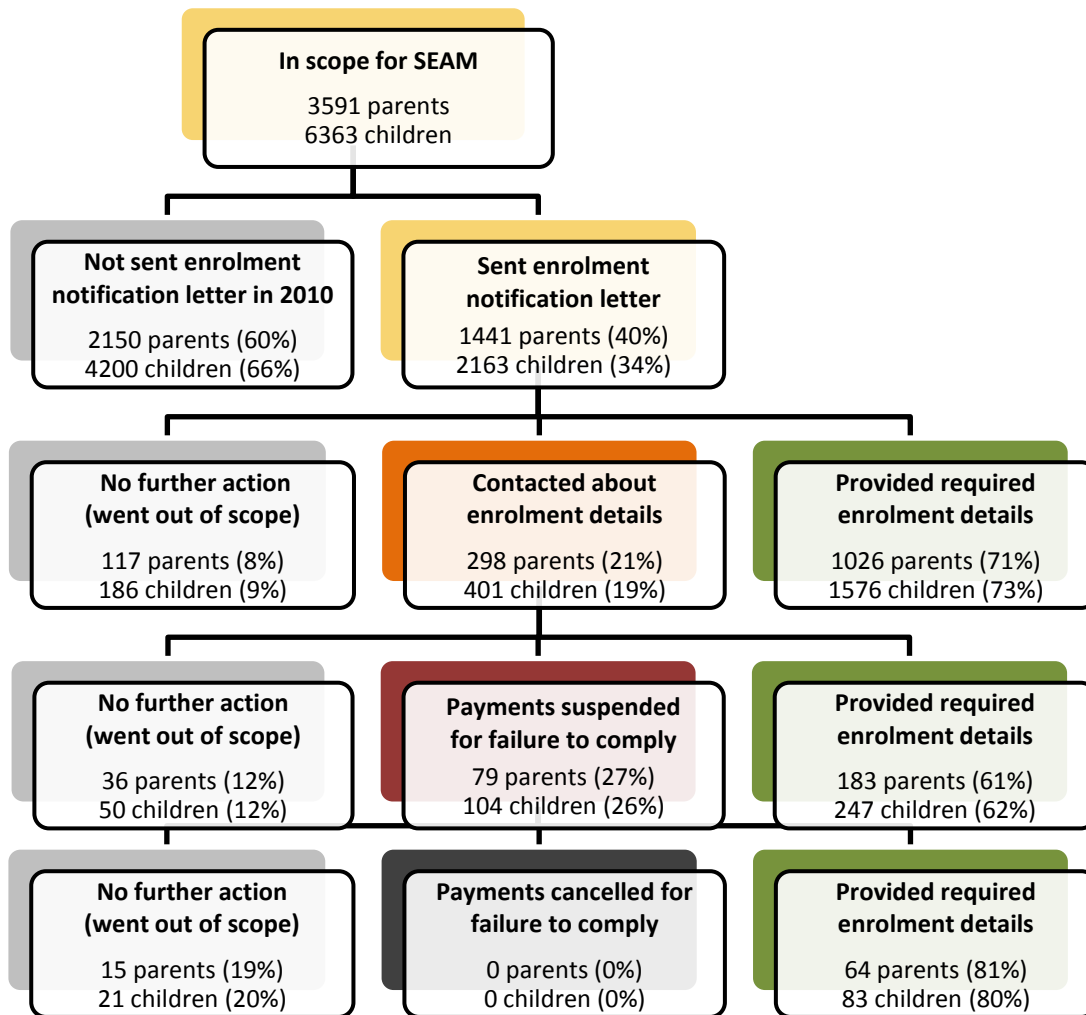 In scope for SEAM
3591 parents
6363 children
Not sent enrolment
notification letter in 2010
2150 parents (60%)
4200 children (66%)
Sent enrolment
notification letter
1441 parents (40%)
2163 children (34%)
No further action
(went out of scope)
117 parents (8%)
186 children (9%)
Contacted about
enrolment details
298 parents (21%)
401 children (19%)
Provided required
enrolment details
1026 parents (71%)
1576 children (73%)
No further action
(went out of scope)
36 parents (12%)
50 children (12%)
Payments suspended
for failure to comply
79 parents (27%)
104 children (26%)
Provided required
enrolment details
183 parents (61%)
247 children (62%)
No further action
(went out of scope)
15 parents (19%)
21 children (20%)
Payments cancelled for
failure to comply
0 parents (0%)
0 children (0%)
Provided required
enrolment details
64 parents (81%)
83 children (80%)